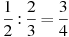 1/2 : 2/3 = 3/4